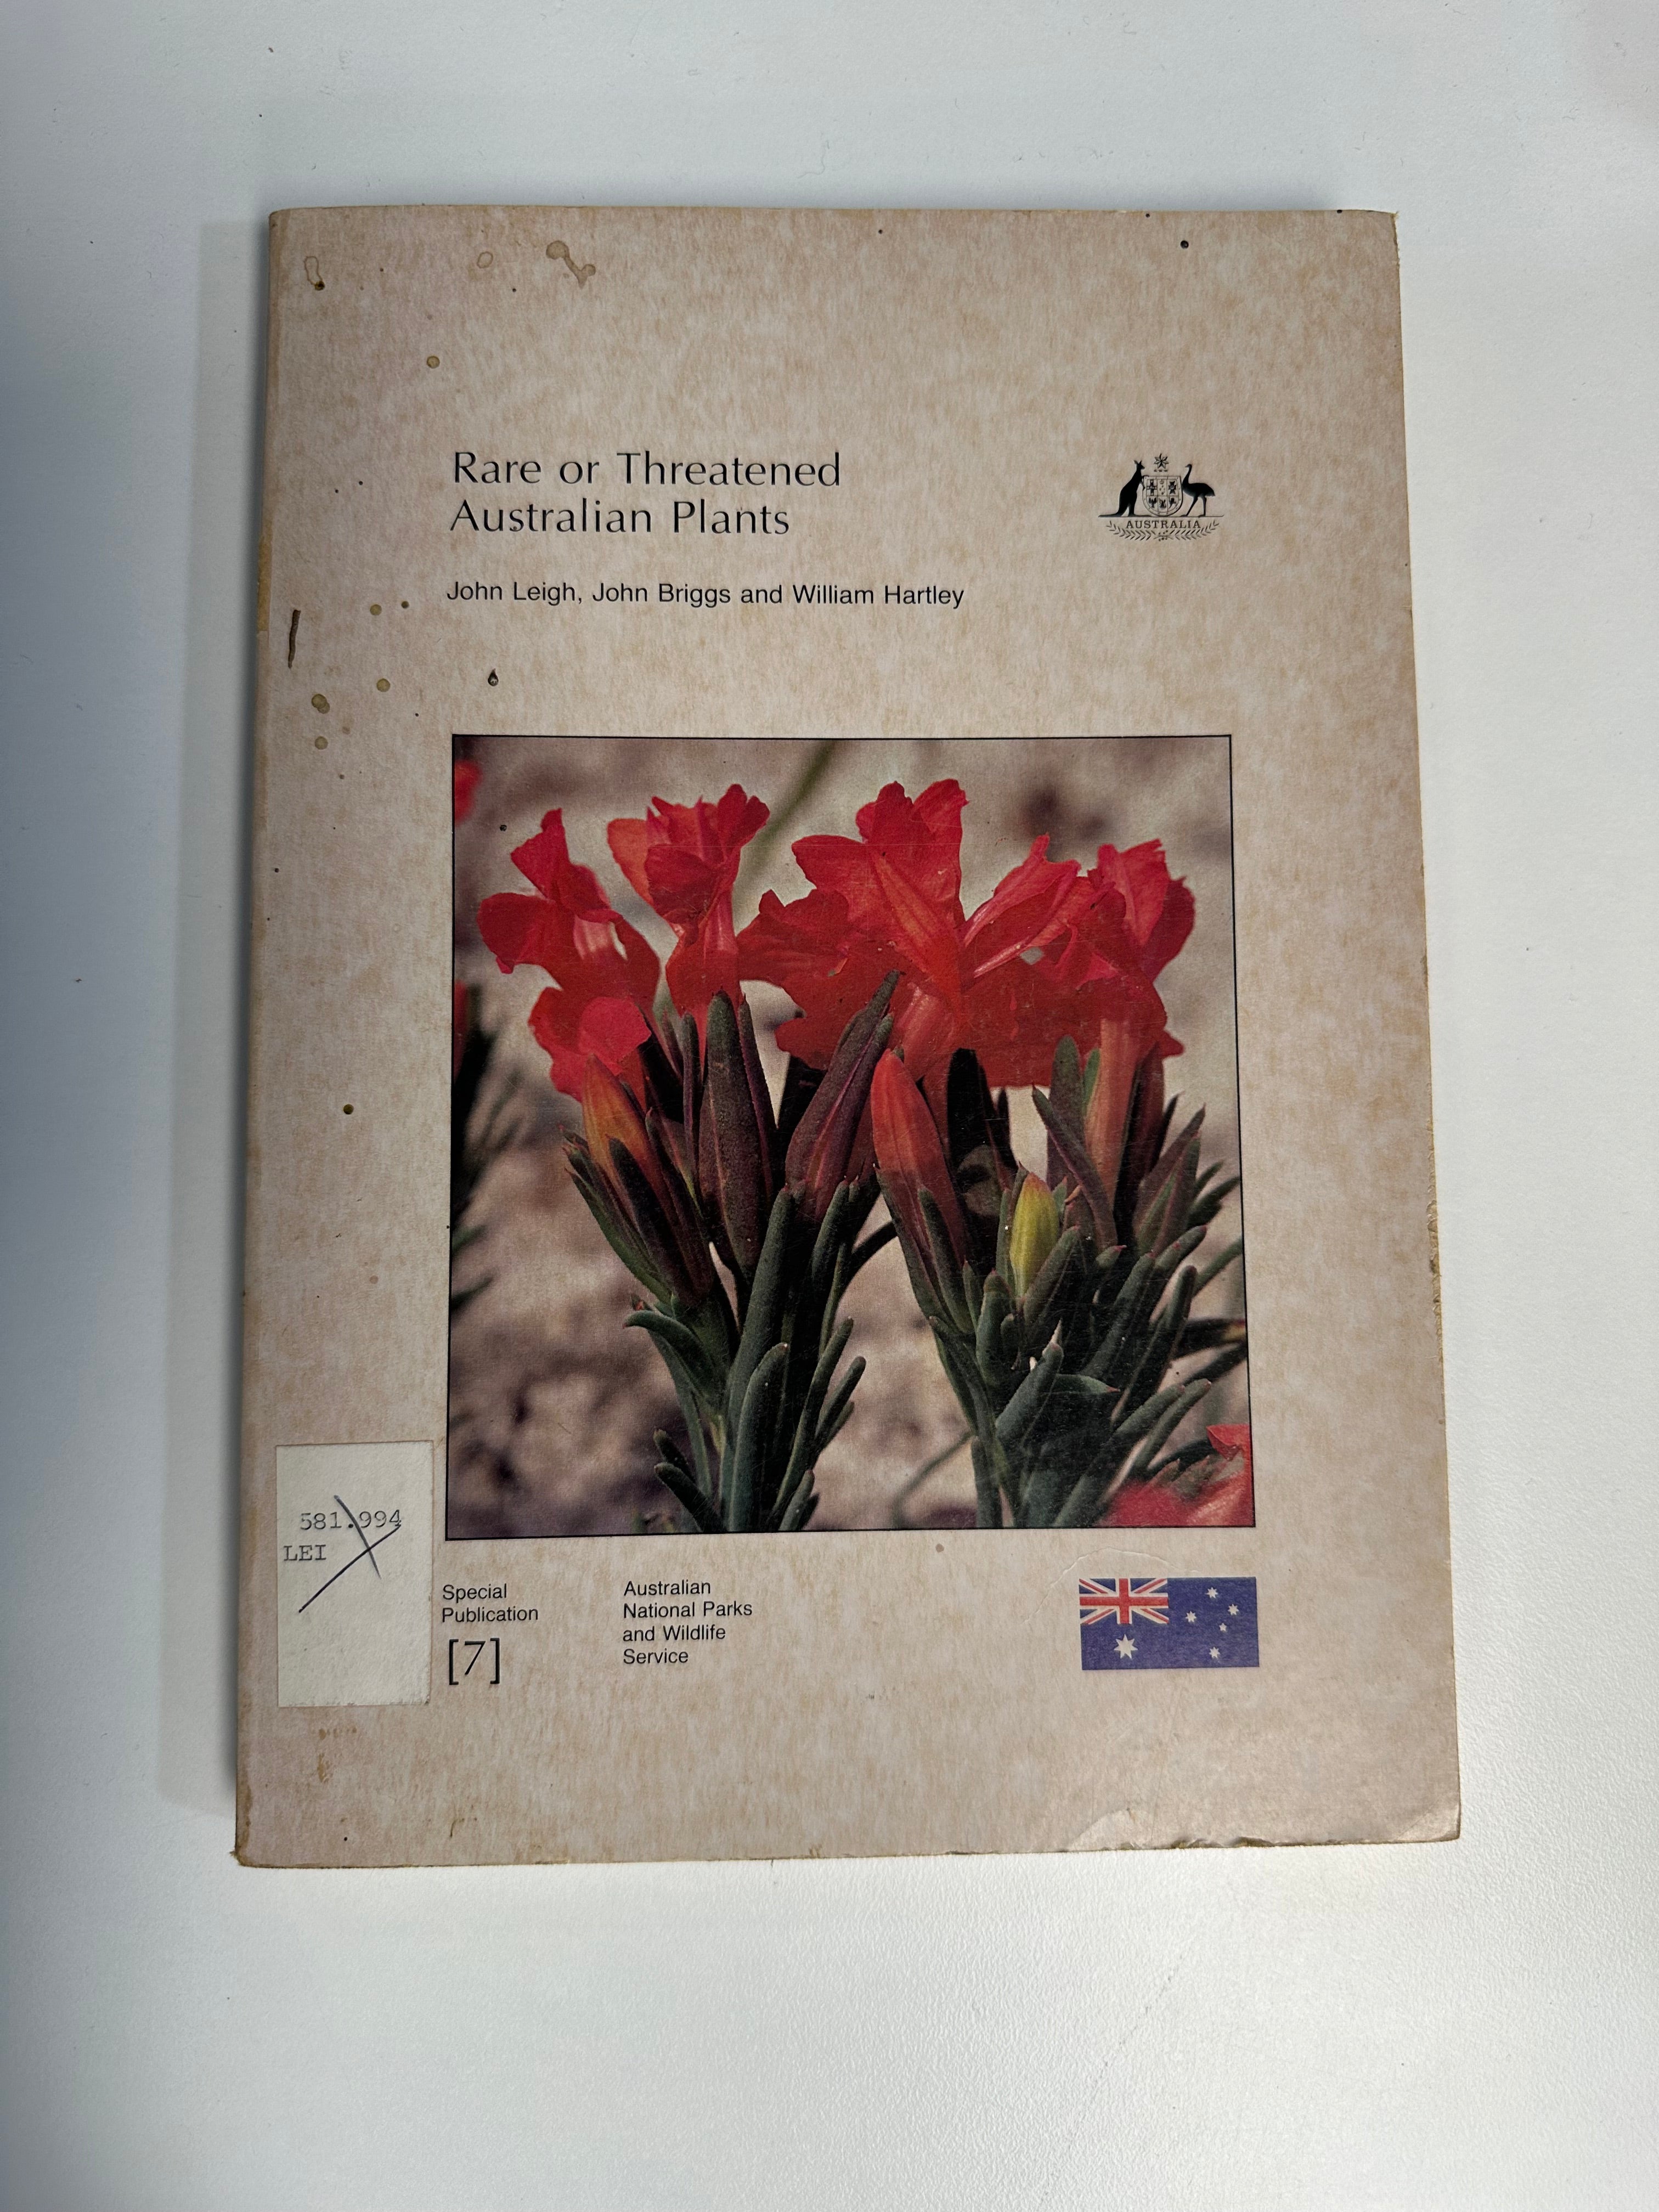 Rare or Threatened
Australian Plants
AUSTRALIA
John Leigh, John Briggs and William Hartley
581.994
LEI
Special
Publication
[7]
Australian
National Parks
and Wildlife
Service